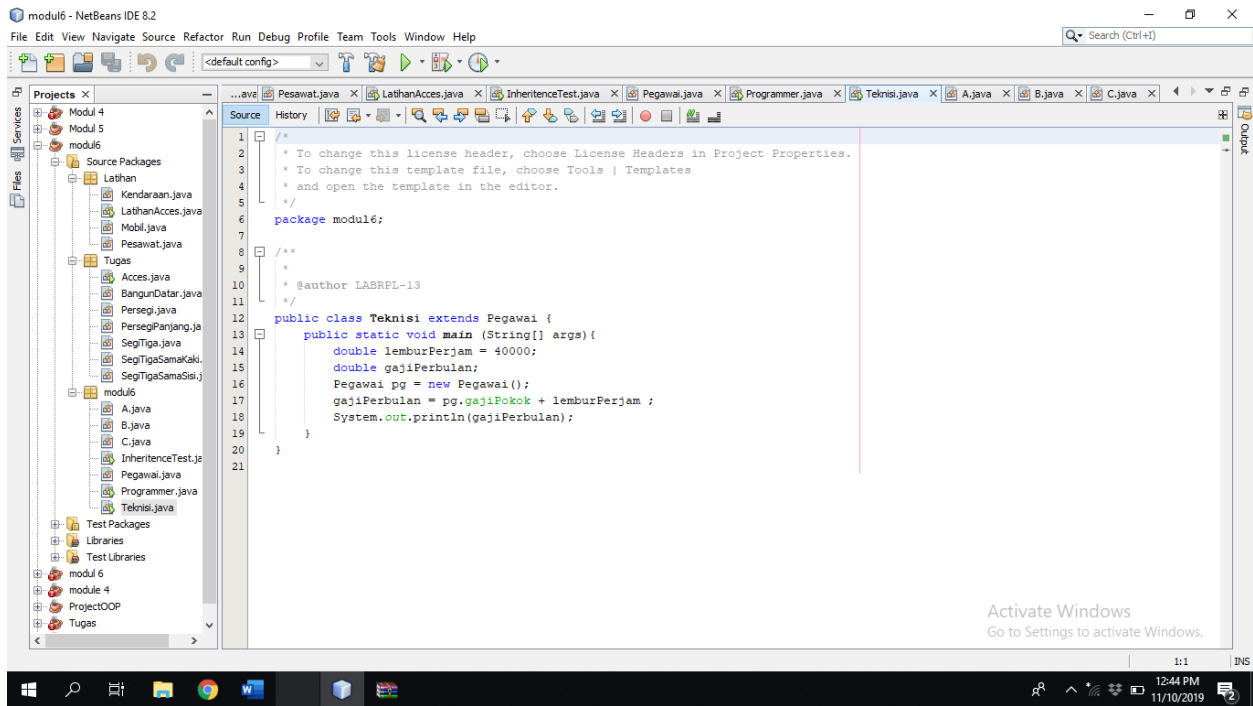 modul6 - NetBeans IDE 8.2
File Edit View Navigate Source Refactor Run Debug Profile Team Tools Window Help
Search (Ctrl+I)
<default config>
Projects
...ava Pesawat.java LatihanAcces.java InheritenceTest.java Pegawai.java Programmer.java Teknisi.java A.java B.java C.java
Services
Files
Output
Modul 4
Modul 5
modul6
Source Packages
Latihan
Kendaraan.java
LatihanAcces.java
Mobil.java
Pesawat.java
Tugas
Acces.java
BangunDatar.java
Persegi.java
PersegiPanjang.ja
SegiTiga.java
SegiTigaSamaKaki.
SegiTigaSamaSisi.j
modul6
A.java
B.java
C.java
InheritenceTest.ja
Pegawai.java
Programmer.java
Teknisi.java
Test Packages
Libraries
Test Libraries
modul 6
module 4
ProjectOOP
Tugas
Source History
1 /*
2 * To change this license header, choose License Headers in Project Properties.
3 * To change this template file, choose Tools | Templates
4 * and open the template in the editor.
5 */
6 package modul6;
7
8 /**
9 *
10 * @author LABRPL-13
11 */
12 public class Teknisi extends Pegawai {
13 public static void main (String[] args){
14 double lemburPerjam = 40000;
15 double gajiPerbulan;
16 Pegawai pg = new Pegawai();
17 gajiPerbulan = pg.gajiPokok + lemburPerjam ;
18 System.out.println(gajiPerbulan);
19 }
20 }
21
Activate Windows
Go to Settings to activate Windows.
1:1 INS
12:44 PM
11/10/2019
2